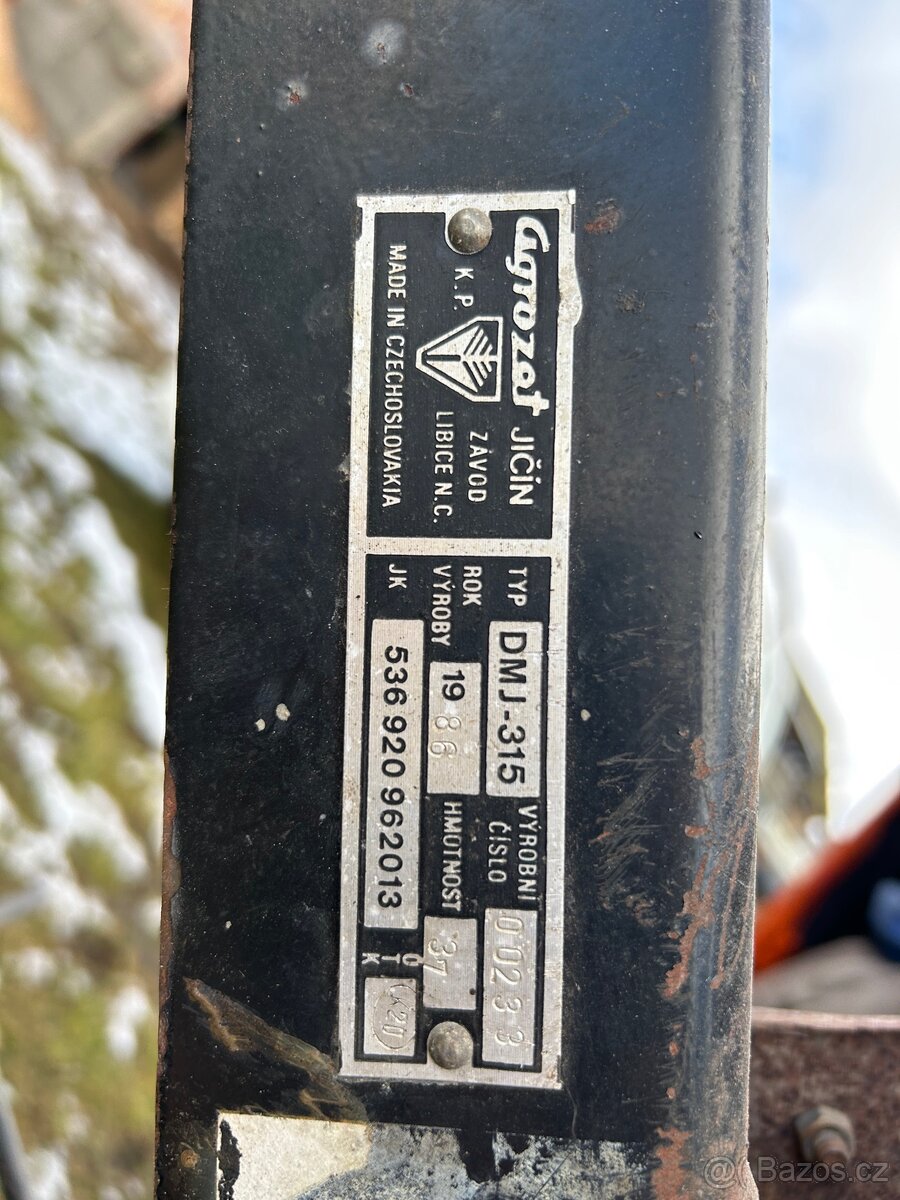 agrozet JIČÍN
K.P. ZÁVOD
LIBICE N.C.
MADE IN CZECHOSLOVAKIA
TYP DMJ-315 VÝROBNÍ ČÍSLO 00233
ROK VÝROBY 1986 HMOTNOST 37
JK 536 920 962013 OTK
@ Bazos.cz